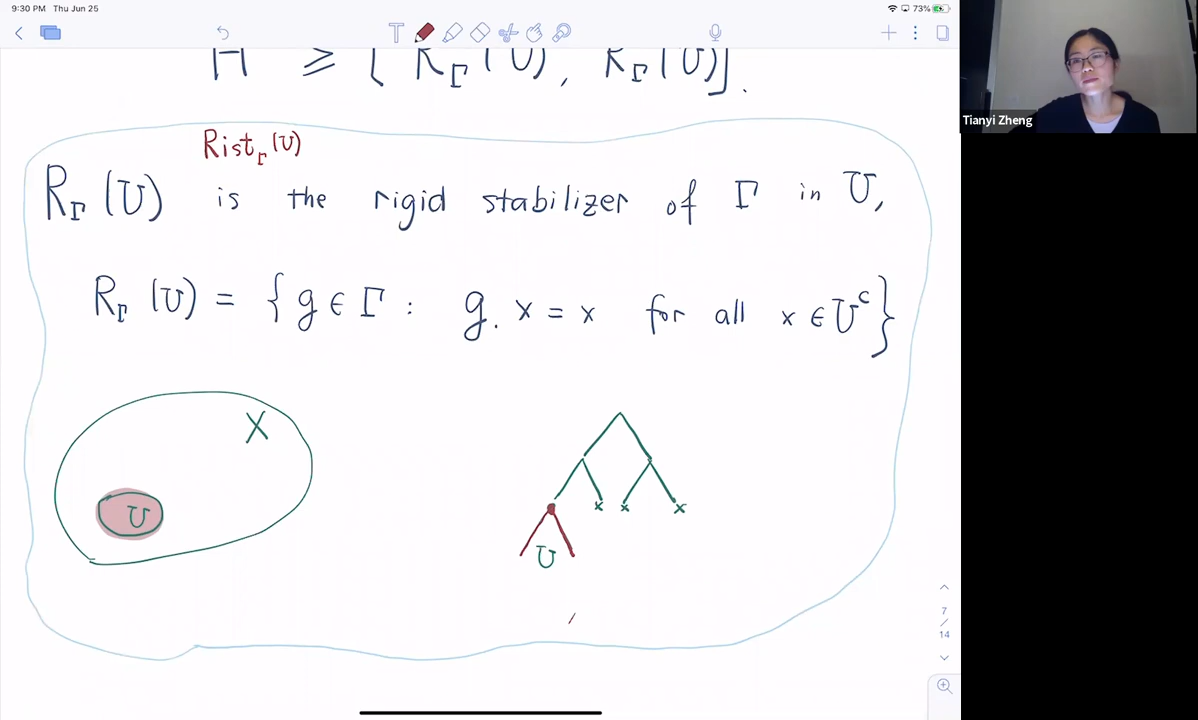 9:30 PM Thu Jun 25
73%
H ≥ [ R_Γ(U), R_Γ(U) ].
Rist_Γ(U)
R_Γ(U) is the rigid stabilizer of Γ in U,
R_Γ(U) = { g ∈ Γ : g.x = x for all x ∈ U^c }
X
U
x x x
U
7
/
14
Tianyi Zheng